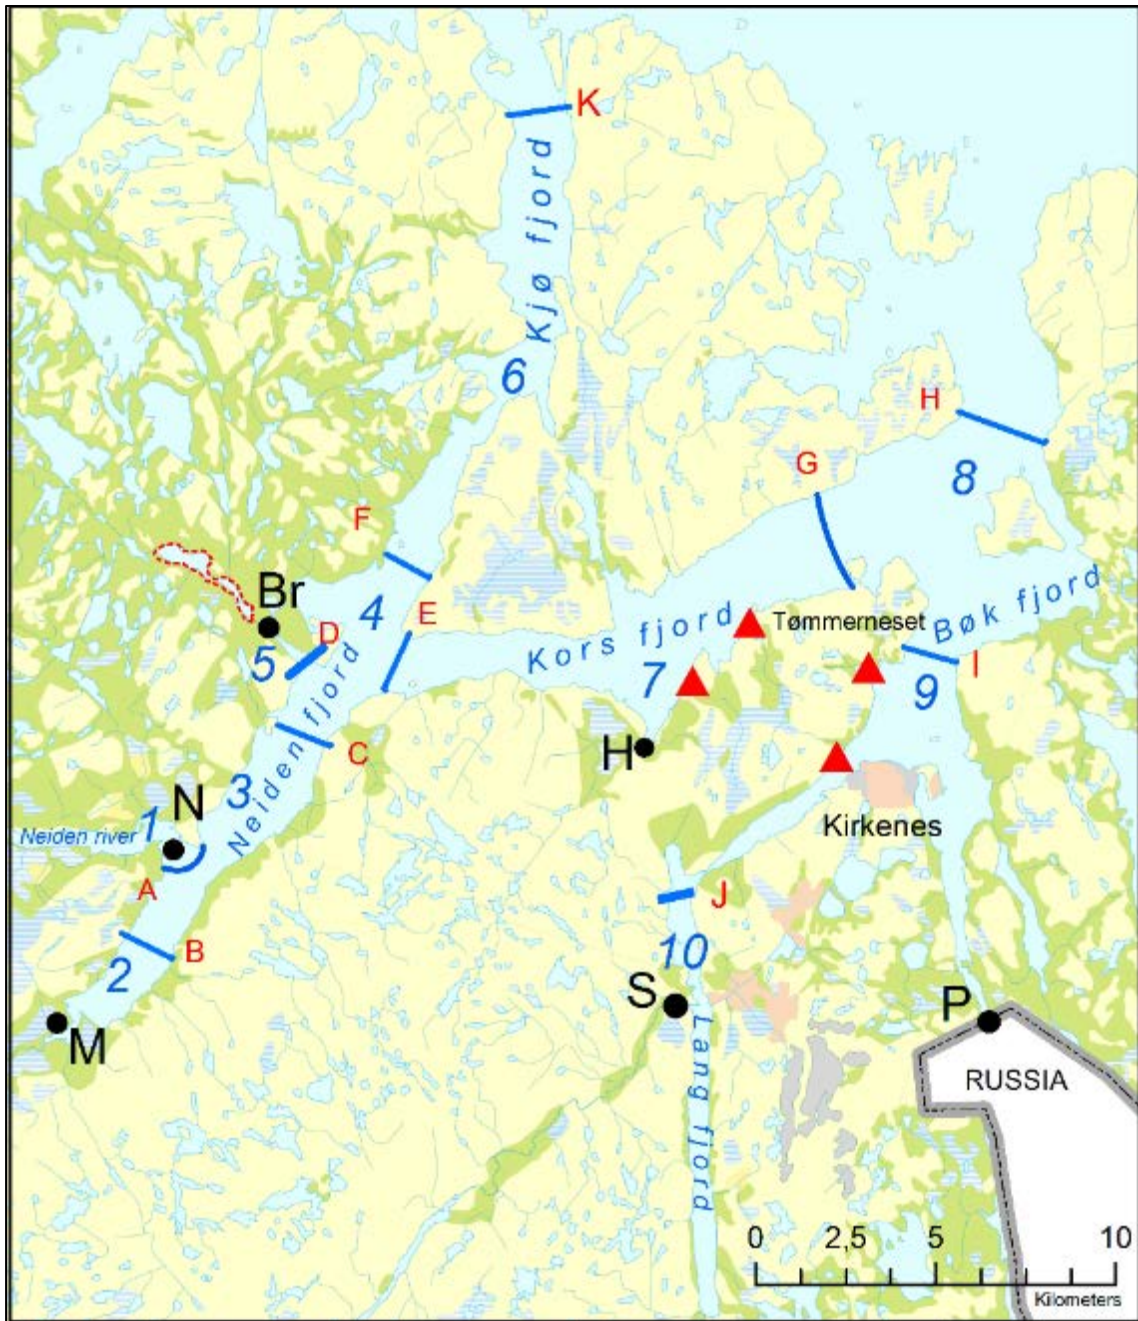 K
Kjø fjord
6
H
G
8
F
Br
4
E
D
Tømmerneset
Bøk fjord
Kors fjord
5
7
I
9
Neiden fjord
C
H
3
N
1
Neiden river
Kirkenes
A
J
B
2
10
S
P
M
Lang fjord
RUSSIA
0 2,5 5 10
Kilometers